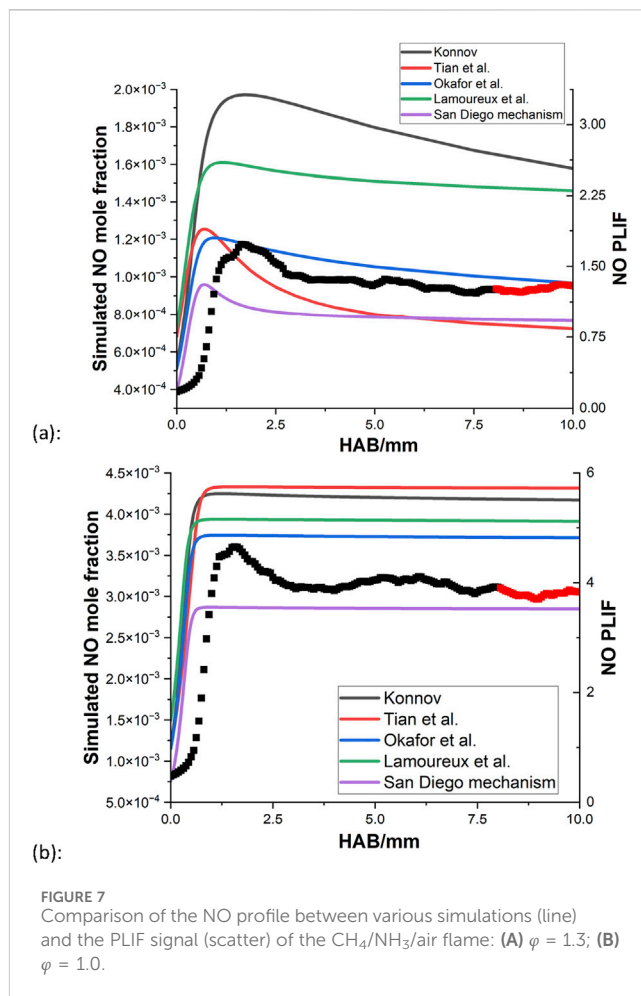 (a):
Simulated NO mole fraction
2.0×10⁻³
1.8×10⁻³
1.6×10⁻³
1.4×10⁻³
1.2×10⁻³
1.0×10⁻³
8.0×10⁻⁴
6.0×10⁻⁴
4.0×10⁻⁴
Konnov
Tian et al.
Okafor et al.
Lamoureux et al.
San Diego mechanism
3.00
2.25
1.50
0.75
0.00
NO PLIF
0.0 2.5 5.0 7.5 10.0
HAB/mm
(b):
Simulated NO mole fraction
4.5×10⁻³
4.0×10⁻³
3.5×10⁻³
3.0×10⁻³
2.5×10⁻³
2.0×10⁻³
1.5×10⁻³
1.0×10⁻³
5.0×10⁻⁴
Konnov
Tian et al.
Okafor et al.
Lamoureux et al.
San Diego mechanism
6
4
2
0
NO PLIF
0.0 2.5 5.0 7.5 10.0
HAB/mm
FIGURE 7
Comparison of the NO profile between various simulations (line)
and the PLIF signal (scatter) of the CH₄/NH₃/air flame: (A) φ = 1.3; (B)
φ = 1.0.